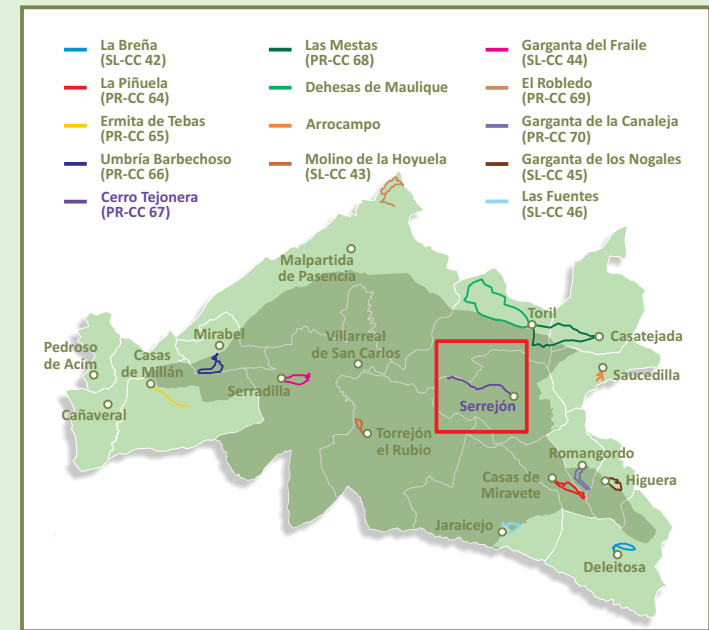 La Breña
(SL-CC 42)
La Piñuela
(PR-CC 64)
Ermita de Tebas
(PR-CC 65)
Umbría Barbechoso
(PR-CC 66)
Cerro Tejonera
(PR-CC 67)
Las Mestas
(PR-CC 68)
Dehesas de Maulique
Arrocampo
Molino de la Hoyuela
(SL-CC 43)
Garganta del Fraile
(SL-CC 44)
El Robledo
(PR-CC 69)
Garganta de la Canaleja
(PR-CC 70)
Garganta de los Nogales
(SL-CC 45)
Las Fuentes
(SL-CC 46)
Malpartida
de Pasencia
Toril
Casatejada
Mirabel
Villarreal
de San Carlos
Pedroso
de Acím
Casas
de Millán
Serradilla
Saucedilla
Cañaveral
Serrejón
Torrejón
el Rubio
Romangordo
Higuera
Casas de
Miravete
Jaraicejo
Deleitosa